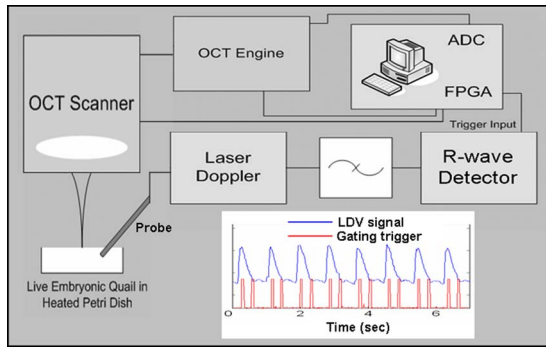 OCT Scanner
OCT Engine
ADC
FPGA
Trigger Input
Laser
Doppler
R-wave
Detector
Probe
Live Embryonic Quail in
Heated Petri Dish
LDV signal
Gating trigger
0 2 4 6
Time (sec)